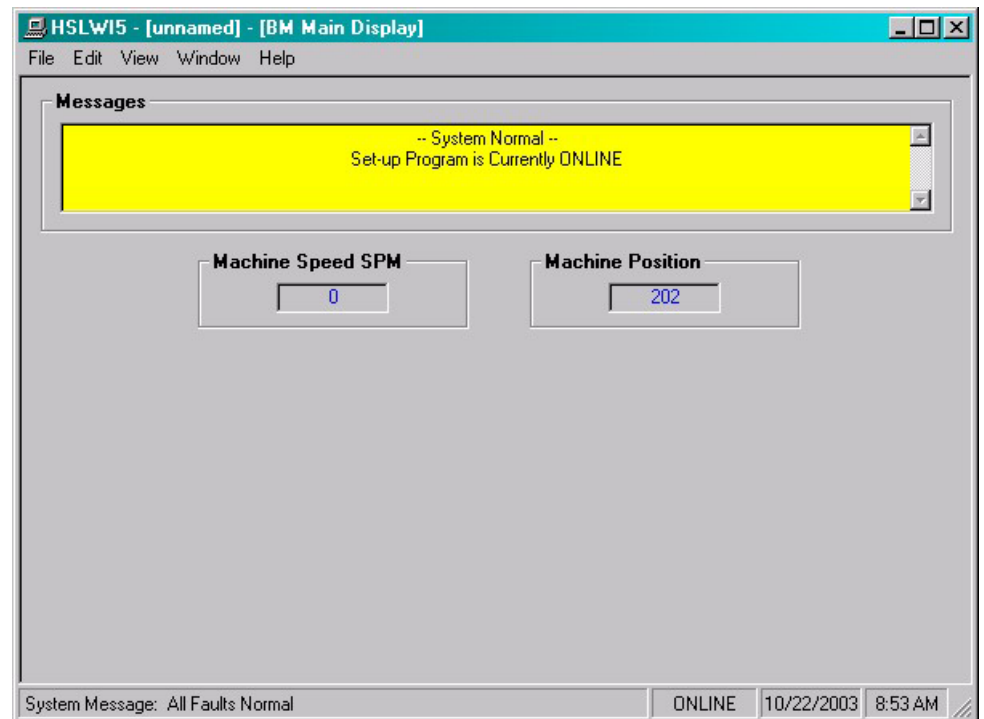 HSLWI5 - [unnamed] - [BM Main Display]
File Edit View Window Help
Messages
-- System Normal --
Set-up Program is Currently ONLINE
Machine Speed SPM
0
Machine Position
202
System Message: All Faults Normal
ONLINE
10/22/2003
8:53 AM